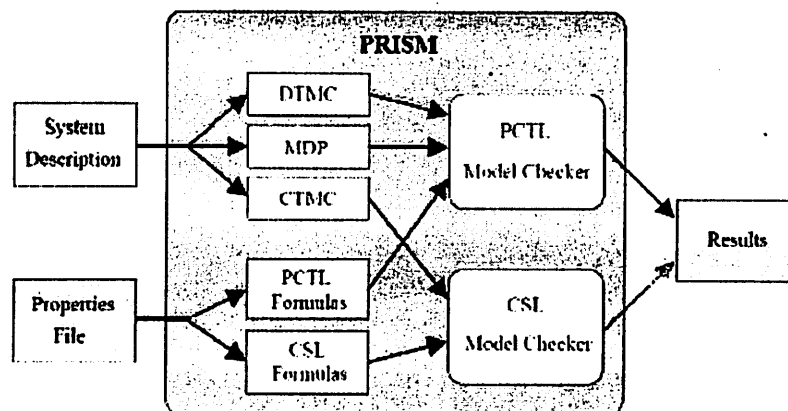 PRISM
System
Description
DTMC
MDP
CTMC
PCTL
Model Checker
Properties
File
PCTL
Formulas
CSL
Formulas
CSL
Model Checker
Results